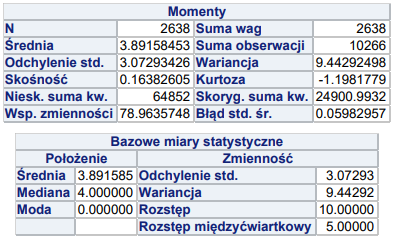 Momenty
N 2638 Suma wag 2638
Średnia 3.89158453 Suma obserwacji 10266
Odchylenie std. 3.07293426 Wariancja 9.44292498
Skośność 0.16382605 Kurtoza -1.1981779
Niesk. suma kw. 64852 Skoryg. suma kw. 24900.9932
Wsp. zmienności 78.9635748 Błąd std. śr. 0.05982957
Bazowe miary statystyczne
Położenie Zmienność
Średnia 3.891585 Odchylenie std. 3.07293
Mediana 4.000000 Wariancja 9.44292
Moda 0.000000 Rozstęp 10.00000
Rozstęp międzyćwiartkowy 5.00000